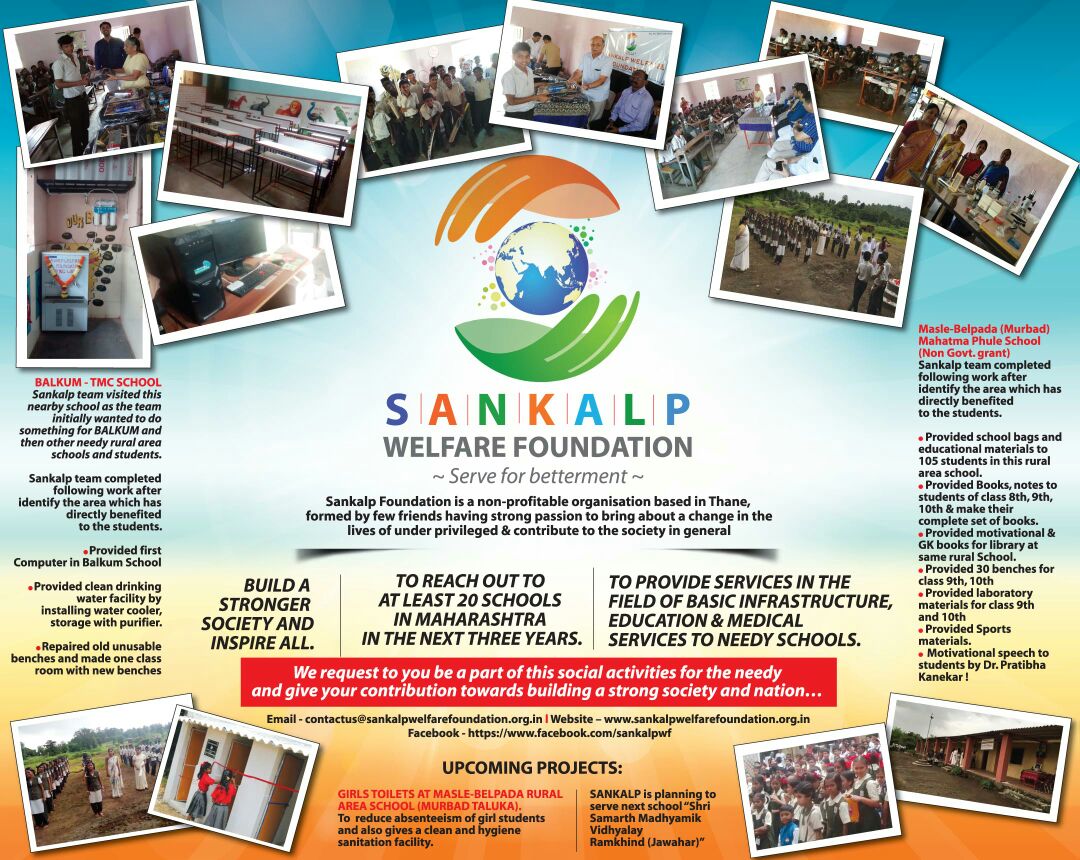 SANKALP WELFARE
FOUNDATION
S|A|N|K|A|L|P
WELFARE FOUNDATION
~ Serve for betterment ~
Sankalp Foundation is a non-profitable organisation based in Thane,
formed by few friends having strong passion to bring about a change in the
lives of under privileged & contribute to the society in general
BALKUM - TMC SCHOOL
Sankalp team visited this
nearby school as the team
initially wanted to do
something for BALKUM and
then other needy rural area
schools and students.
Sankalp team completed
following work after
identify the area which has
directly benefited
to the students.
•Provided first
Computer in Balkum School
•Provided clean drinking
water facility by
installing water cooler,
storage with purifier.
•Repaired old unusable
benches and made one class
room with new benches
Masle-Belpada (Murbad)
Mahatma Phule School
(Non Govt. grant)
Sankalp team completed
following work after
identify the area which has
directly benefited
to the students.
• Provided school bags and
educational materials to
105 students in this rural
area school.
• Provided Books, notes to
students of class 8th, 9th,
10th & make their
complete set of books.
• Provided motivational &
GK books for library at
same rural School.
• Provided 30 benches for
class 9th, 10th
• Provided laboratory
materials for class 9th
and 10th
• Provided Sports
materials.
• Motivational speech to
students by Dr. Pratibha
Kanekar !
BUILD A
STRONGER
SOCIETY AND
INSPIRE ALL.
TO REACH OUT TO
AT LEAST 20 SCHOOLS
IN MAHARASHTRA
IN THE NEXT THREE YEARS.
TO PROVIDE SERVICES IN THE
FIELD OF BASIC INFRASTRUCTURE,
EDUCATION & MEDICAL
SERVICES TO NEEDY SCHOOLS.
We request to you be a part of this social activities for the needy
and give your contribution towards building a strong society and nation…
Email - contactus@sankalpwelfarefoundation.org.in I Website – www.sankalpwelfarefoundation.org.in
Facebook - https://www.facebook.com/sankalpwf
UPCOMING PROJECTS:
GIRLS TOILETS AT MASLE-BELPADA RURAL
AREA SCHOOL (MURBAD TALUKA).
To reduce absenteeism of girl students
and also gives a clean and hygiene
sanitation facility.
SANKALP is planning to
serve next school “Shri
Samarth Madhyamik
Vidhyalay
Ramkhind (Jawahar)”